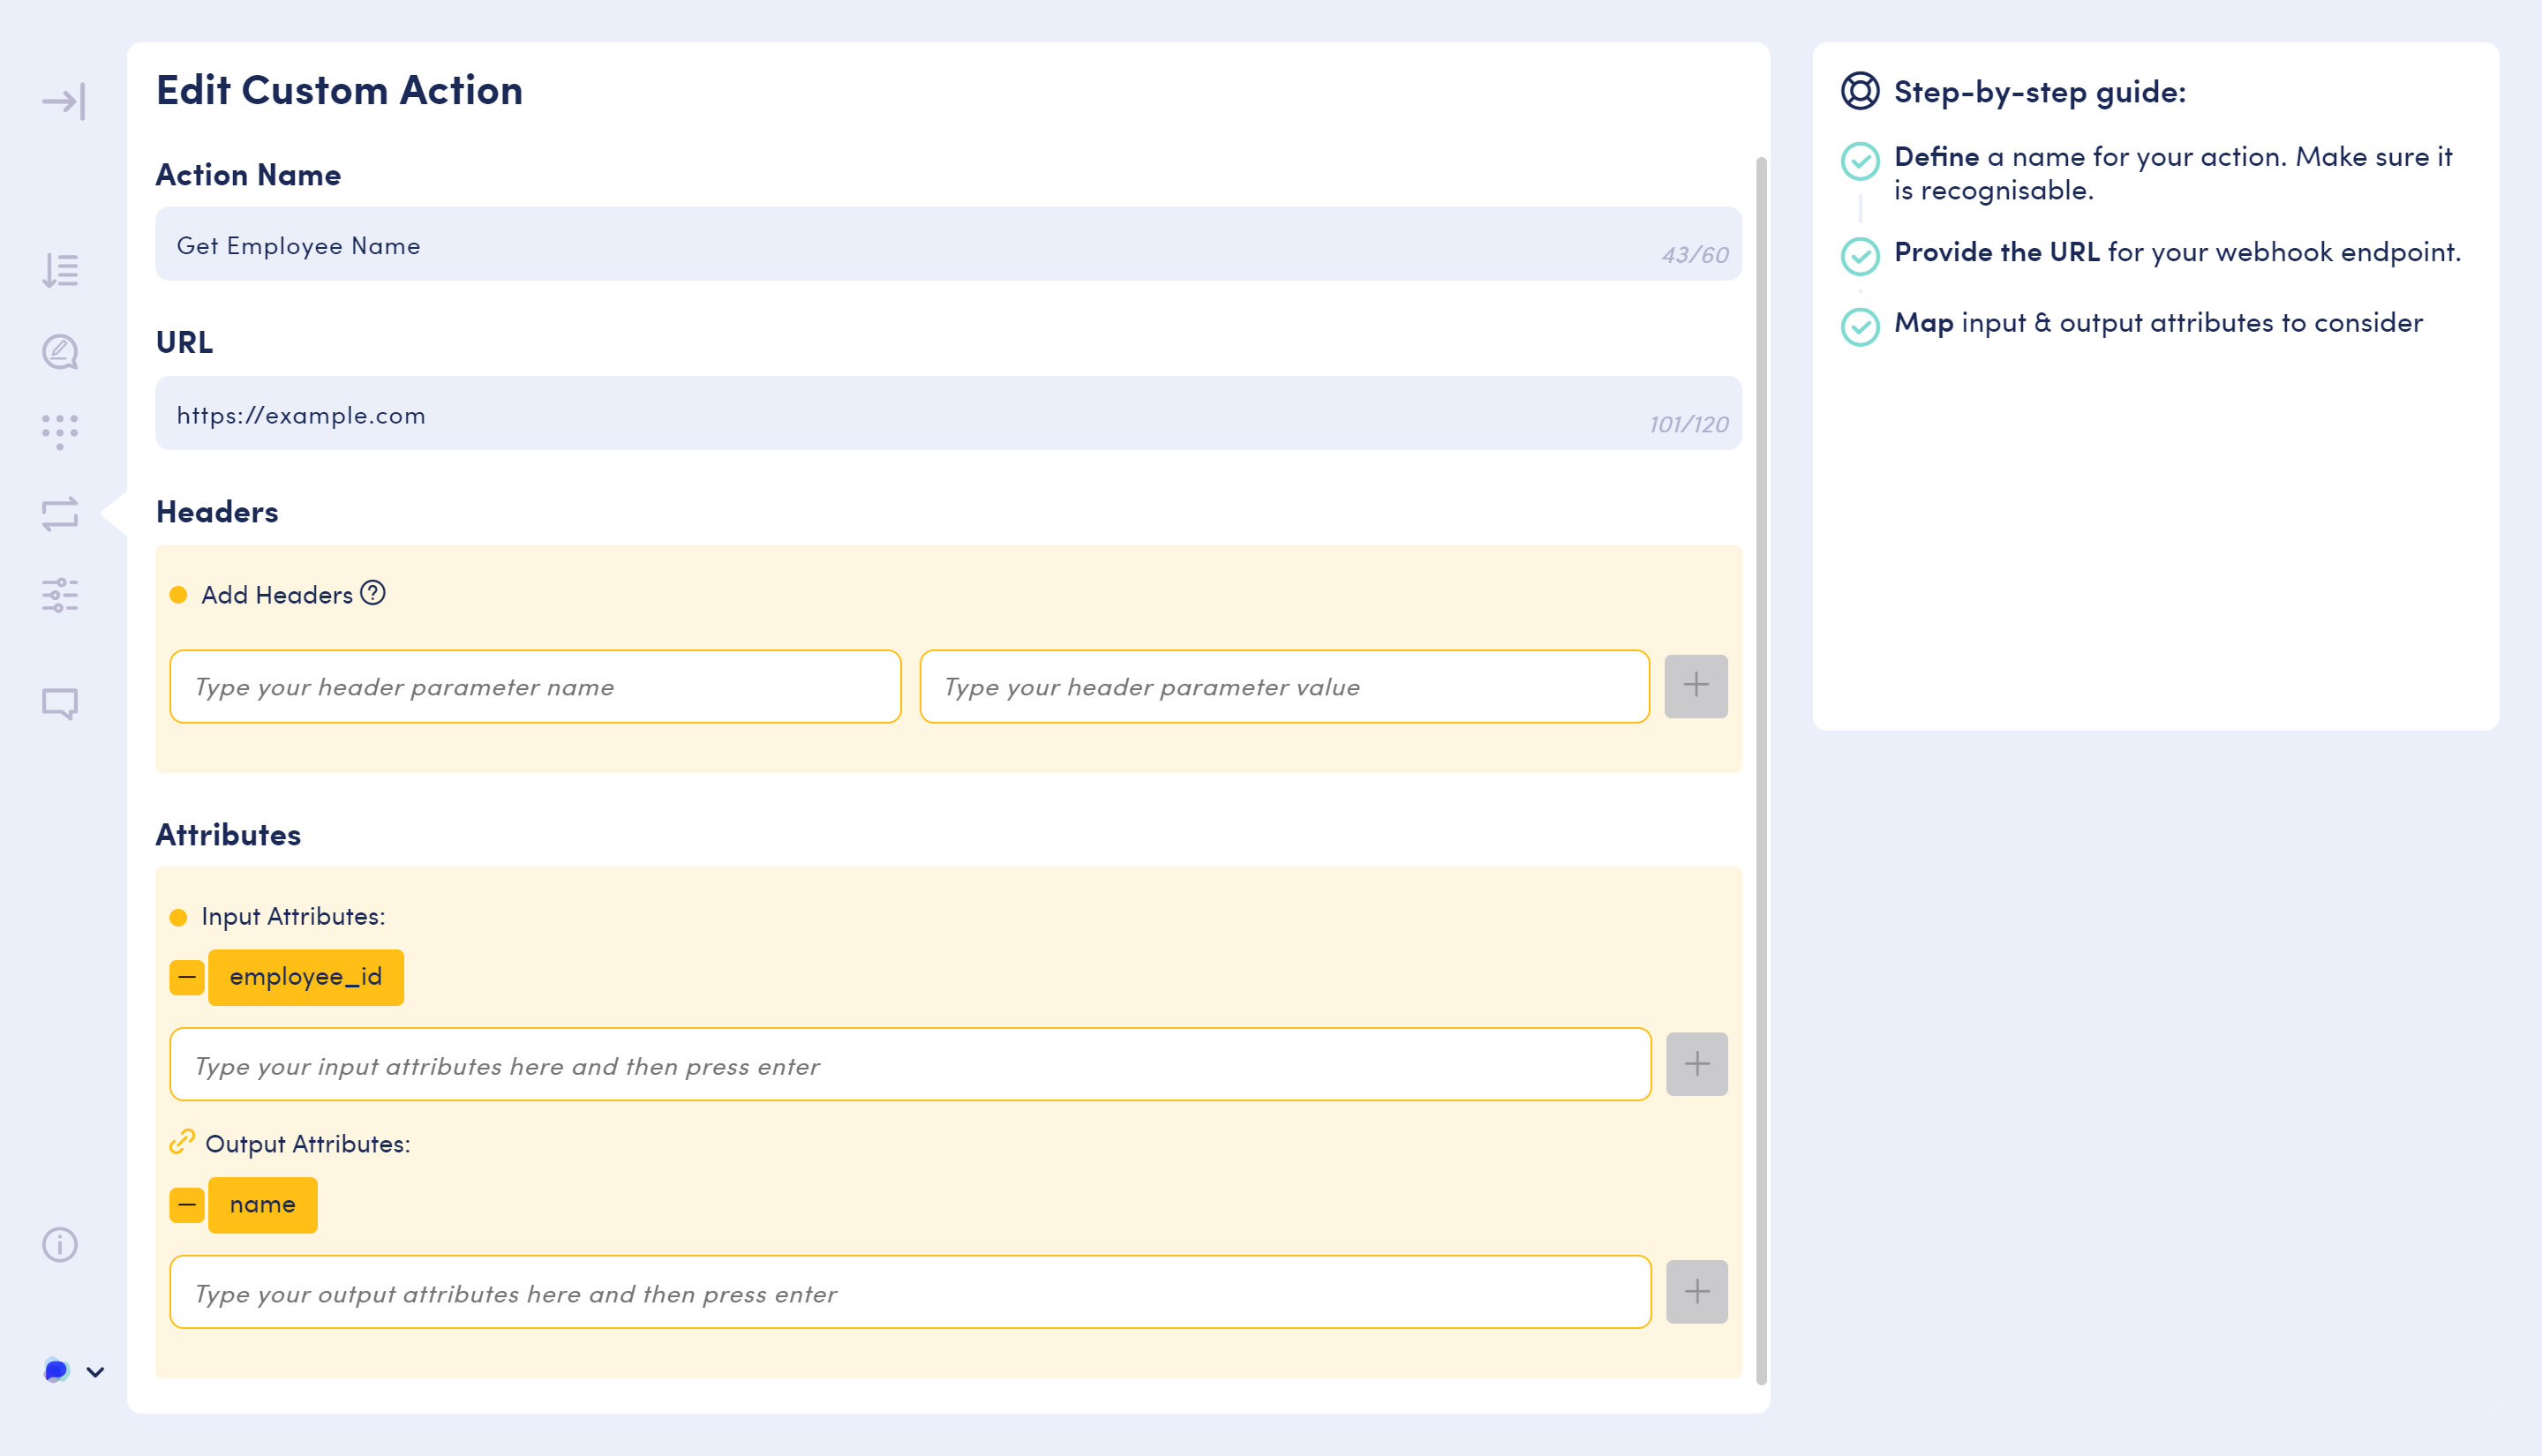 Edit Custom Action
Action Name
Get Employee Name
43/60
URL
https://example.com
101/120
Headers
Add Headers
Type your header parameter name
Type your header parameter value
Attributes
Input Attributes:
employee_id
Type your input attributes here and then press enter
Output Attributes:
name
Type your output attributes here and then press enter
Step-by-step guide:
Define a name for your action. Make sure it
is recognisable.
Provide the URL for your webhook endpoint.
Map input & output attributes to consider